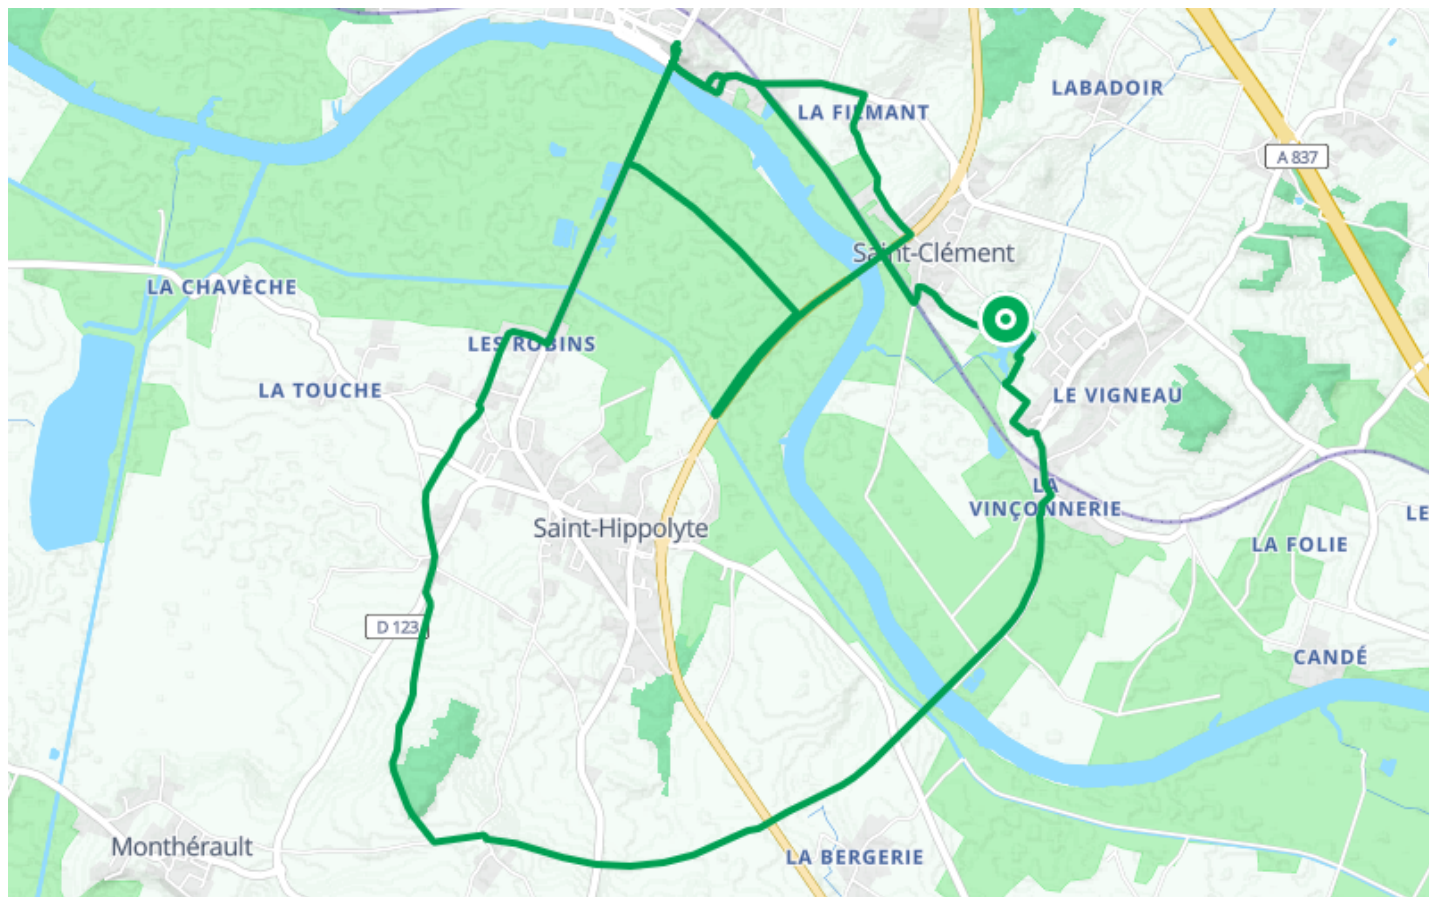 LABADOIR
LA FIEMANT
A 837
Saint-Clément
LA CHAVÈCHE
LES ROBINS
LA TOUCHE
LE VIGNEAU
LA
VINÇONNERIE
LE
Saint-Hippolyte
LA FOLIE
D 123
CANDÉ
Monthérault
LA BERGERIE